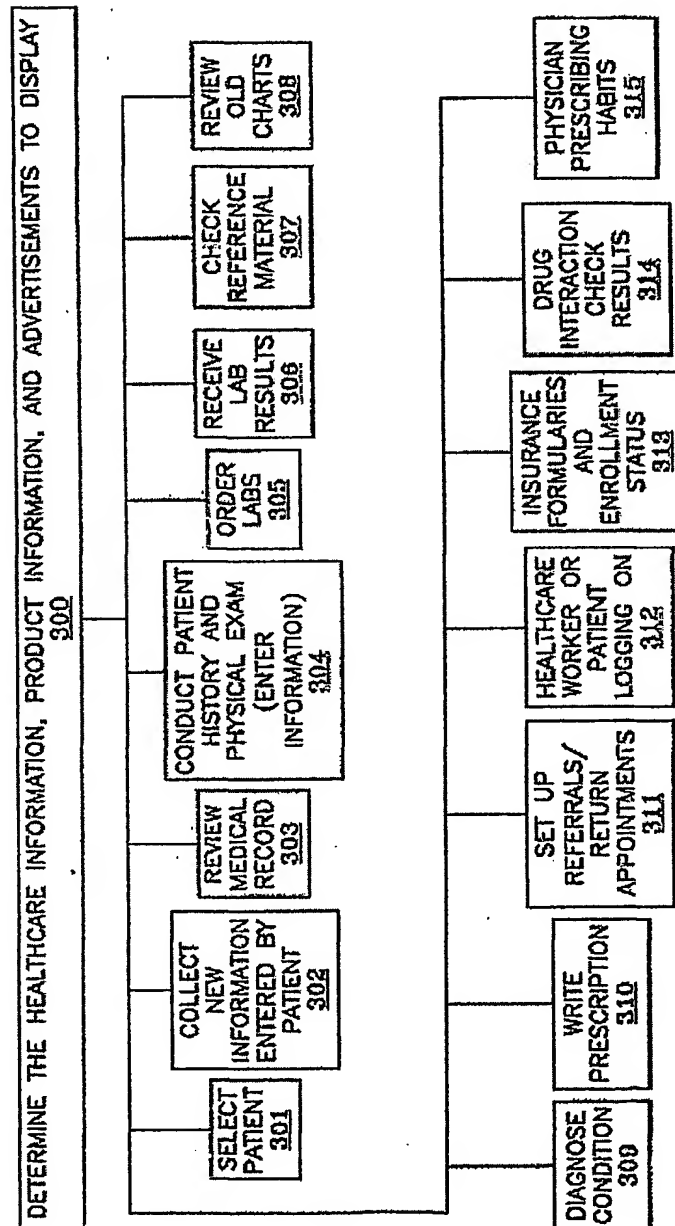 DETERMINE THE HEALTHCARE INFORMATION, PRODUCT INFORMATION, AND ADVERTISEMENTS TO DISPLAY
300
SELECT
PATIENT
301
COLLECT
NEW
INFORMATION
ENTERED BY
PATIENT
302
REVIEW
MEDICAL
RECORD
303
CONDUCT PATIENT
HISTORY AND
PHYSICAL EXAM
(ENTER
INFORMATION)
304
ORDER
LABS
305
RECEIVE
LAB
RESULTS
306
CHECK
REFERENCE
MATERIAL
307
REVIEW
OLD
CHARTS
308
DIAGNOSE
CONDITION
309
WRITE
PRESCRIPTION
310
SET UP
REFERRALS/
RETURN
APPOINTMENTS
311
HEALTHCARE
WORKER OR
PATIENT
LOGGING ON
312
INSURANCE
FORMULARIES
AND
ENROLLMENT
STATUS
313
DRUG
INTERACTION
CHECK
RESULTS
314
PHYSICIAN
PRESCRIBING
HABITS
315